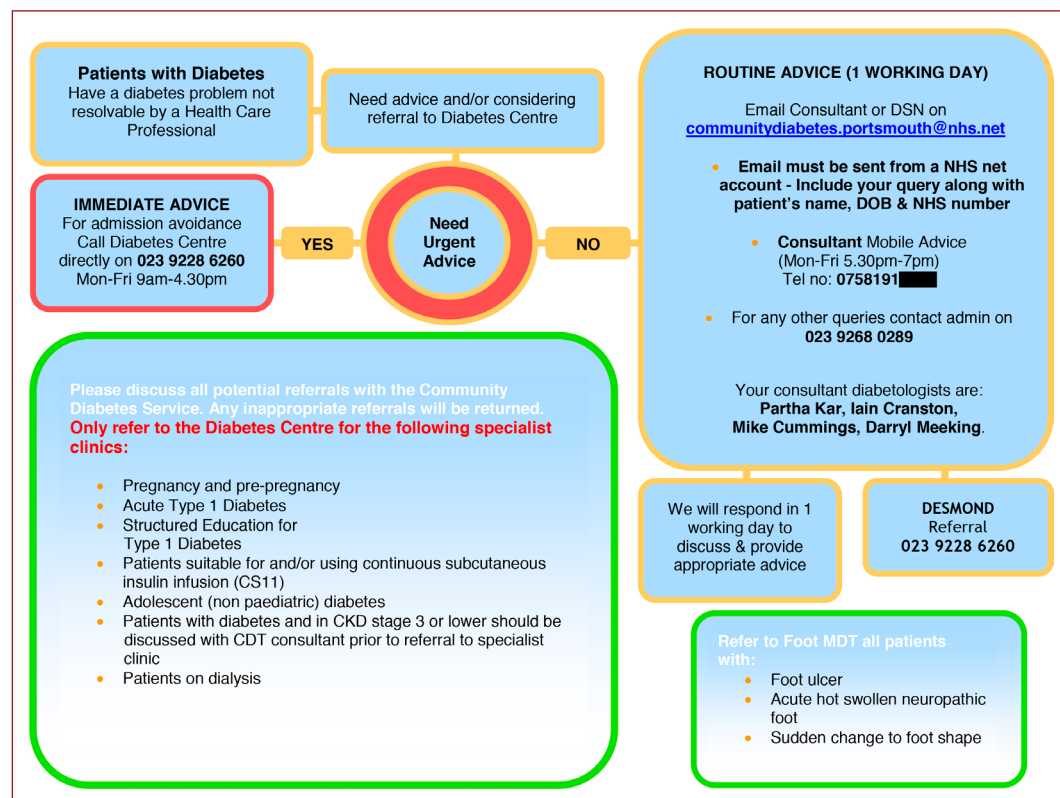 Patients with Diabetes
Have a diabetes problem not
resolvable by a Health Care
Professional
Need advice and/or considering
referral to Diabetes Centre
IMMEDIATE ADVICE
For admission avoidance
Call Diabetes Centre
directly on 023 9228 6260
Mon-Fri 9am-4.30pm
YES
Need
Urgent
Advice
NO
ROUTINE ADVICE (1 WORKING DAY)
Email Consultant or DSN on
communitydiabetes.portsmouth@nhs.net
• Email must be sent from a NHS net
account - Include your query along with
patient's name, DOB & NHS number
• Consultant Mobile Advice
(Mon-Fri 5.30pm-7pm)
Tel no: 0758191
• For any other queries contact admin on
023 9268 0289
Your consultant diabetologists are:
Partha Kar, Iain Cranston,
Mike Cummings, Darryl Meeking.
We will respond in 1
working day to
discuss & provide
appropriate advice
DESMOND
Referral
023 9228 6260
Please discuss all potential referrals with the Community
Diabetes Service. Any inappropriate referrals will be returned.
Only refer to the Diabetes Centre for the following specialist
clinics:
• Pregnancy and pre-pregnancy
• Acute Type 1 Diabetes
• Structured Education for
Type 1 Diabetes
• Patients suitable for and/or using continuous subcutaneous
insulin infusion (CS11)
• Adolescent (non paediatric) diabetes
• Patients with diabetes and in CKD stage 3 or lower should be
discussed with CDT consultant prior to referral to specialist
clinic
• Patients on dialysis
Refer to Foot MDT all patients
with:
• Foot ulcer
• Acute hot swollen neuropathic
foot
• Sudden change to foot shape